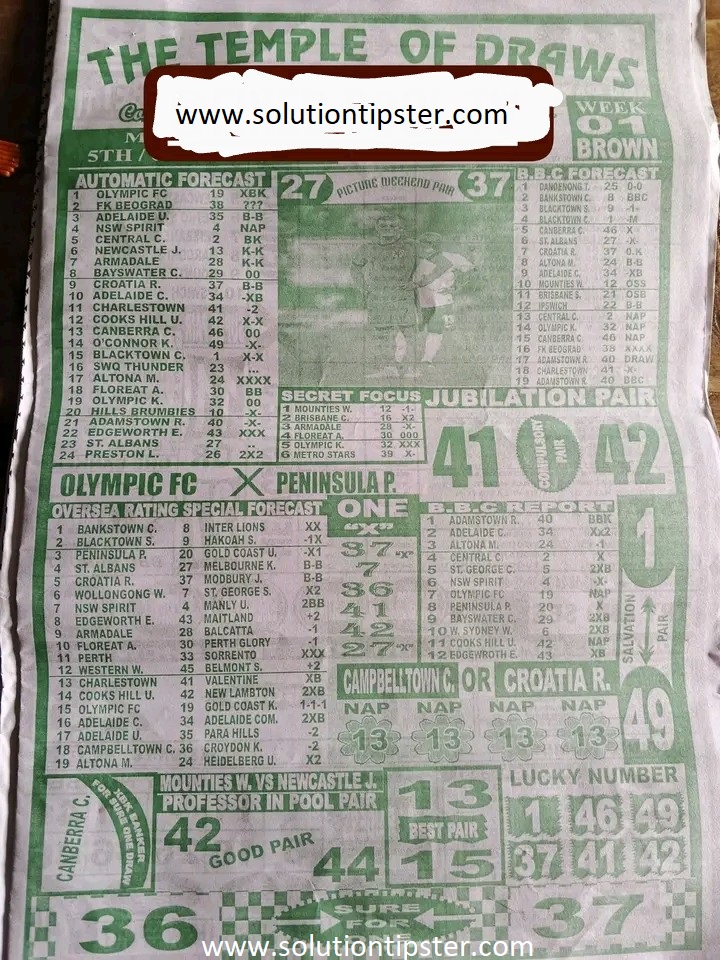 THE TEMPLE OF DRAWS
www.solutiontipster.com
5TH/
WEEK
01
BROWN
AUTOMATIC FORECAST
1 OLYMPIC FC 19 XBK
2 FK BEOGRAD 38 ???
3 ADELAIDE U. 35 B-B
4 NSW SPIRIT 4 NAP
5 CENTRAL C. 2 BK
6 NEWCASTLE J. 13 K-K
7 ARMADALE 28 K-K
8 BAYSWATER C. 29 00
9 CROATIA R. 37 B-B
10 ADELAIDE C. 34 -XB
11 CHARLESTOWN 41 -2
12 COOKS HILL U. 42 X-X
13 CANBERRA C. 46 00
14 O'CONNOR K. 49 -X-
15 BLACKTOWN C. 1 X-X
16 SWQ THUNDER 23 ...
17 ALTONA M. 24 XXXX
18 FLOREAT A. 30 BB
19 OLYMPIC K. 32 00
20 HILLS BRUMBIES 10 -X-
21 ADAMSTOWN R. 40 -X-
22 EDGEWORTH E. 43 XXX
23 ST. ALBANS 27 ..
24 PRESTON L. 26 2X2
27 PICTURE WEEKEND PAIR 37
B.B.C FORECAST
1 DANDENONG T. 25 0-0
2 BANKSTOWN C. 8 BBC
3 BLACKTOWN S. 9 -1-
4 BLACKTOWN C. 1 -M
5 CANBERRA C. 46 X
6 ST. ALBANS 27 -X
7 CROATIA R. 37 0.K
8 ALTONA M. 24 B-B
9 ADELAIDE C. 34 -XB
10 MOUNTIES W. 12 OSS
11 BRISBANE S. 21 OSB
12 IPSWICH 22 B-B
13 CENTRAL C. 2 NAP
14 OLYMPIC K. 32 NAP
15 CANBERRA C. 46 NAP
16 FK BEOGRAD 38 XXXX
17 ADAMSTOWN R. 40 DRAW
18 CHARLESTOWN 41 -X-
19 ADAMSTOWN R. 40 BBC
SECRET FOCUS
1 MOUNTIES W. 12 -1-
2 BRISBANE C. 16 X2
3 ARMADALE 28 -X-
4 FLOREAT A. 30 000
5 OLYMPIC K. 32 XXX
6 METRO STARS 39 X-
JUBILATION PAIR
41 COMPULSORY PAIR 42
OLYMPIC FC X PENINSULA P.
OVERSEA RATING SPECIAL FORECAST
1 BANKSTOWN C. 8 INTER LIONS XX
2 BLACKTOWN S. 9 HAKOAH S. -1X
3 PENINSULA P. 20 GOLD COAST U. -X1
4 ST. ALBANS 27 MELBOURNE K. B-B
5 CROATIA R. 37 MODBURY J. B-B
6 WOLLONGONG W. 7 ST. GEORGE S. X2
7 NSW SPIRIT 4 MANLY U. 2BB
8 EDGEWORTH E. 43 MAITLAND +2
9 ARMADALE 28 BALCATTA -1
10 FLOREAT A. 30 PERTH GLORY -1
11 PERTH 33 SORRENTO XXX
12 WESTERN W. 45 BELMONT S. +2
13 CHARLESTOWN 41 VALENTINE XB
14 COOKS HILL U. 42 NEW LAMBTON 2XB
15 OLYMPIC FC 19 GOLD COAST K. 1-1-1
16 ADELAIDE C. 34 ADELAIDE COM. 2XB
17 ADELAIDE U. 35 PARA HILLS -2
18 CAMPBELLTOWN C. 36 CROYDON K. -2
19 ALTONA M. 24 HEIDELBERG U. X2
ONE
"X"
37 "X"
7
36
41
42
27 "X"
B.B.C REPORT
1 ADAMSTOWN R. 40 BBK
2 ADELAIDE C. 34 Xx2
3 ALTONA M. 24 -1
4 CENTRAL C. 2 X
5 ST. GEORGE C. 5 2XB
6 NSW SPIRIT 4 -X-
7 OLYMPIC FC 19 NAP
8 PENINSULA P. 20 X
9 BAYSWATER C. 29 2XB
10 W. SYDNEY W. 6 2XB
11 COOKS HILL U. 42 NAP
12 EDGEWROTH E. 43 XB
1
SALVATION PAIR
49
CAMPBELLTOWN C. OR CROATIA R.
NAP NAP NAP NAP
13 13 13 13
CANBERRA C.
XBIK BANKER
FOR SURE ONE DRAW
MOUNTIES W. VS NEWCASTLE J.
PROFESSOR IN POOL PAIR
42 GOOD PAIR 44
13
BEST PAIR
15
LUCKY NUMBER
1 46 49
37 41 42
36 SURE FOR 37
www.solutiontipster.com